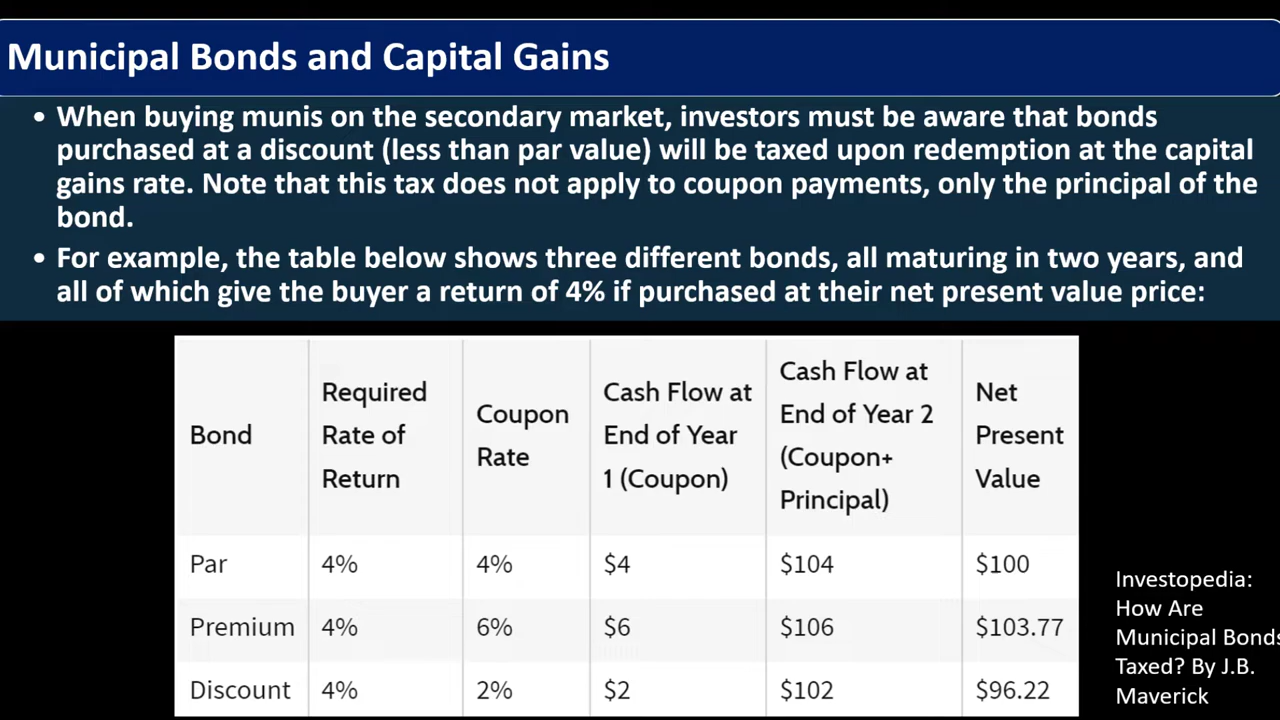 Municipal Bonds and Capital Gains
• When buying munis on the secondary market, investors must be aware that bonds
purchased at a discount (less than par value) will be taxed upon redemption at the capital
gains rate. Note that this tax does not apply to coupon payments, only the principal of the
bond.
• For example, the table below shows three different bonds, all maturing in two years, and
all of which give the buyer a return of 4% if purchased at their net present value price:
Bond
Required
Rate of
Return
Coupon
Rate
Cash Flow at
End of Year
1 (Coupon)
Cash Flow at
End of Year 2
(Coupon+
Principal)
Net
Present
Value
Par 4% 4% $4 $104 $100
Premium 4% 6% $6 $106 $103.77
Discount 4% 2% $2 $102 $96.22
Investopedia:
How Are
Municipal Bonds
Taxed? By J.B.
Maverick